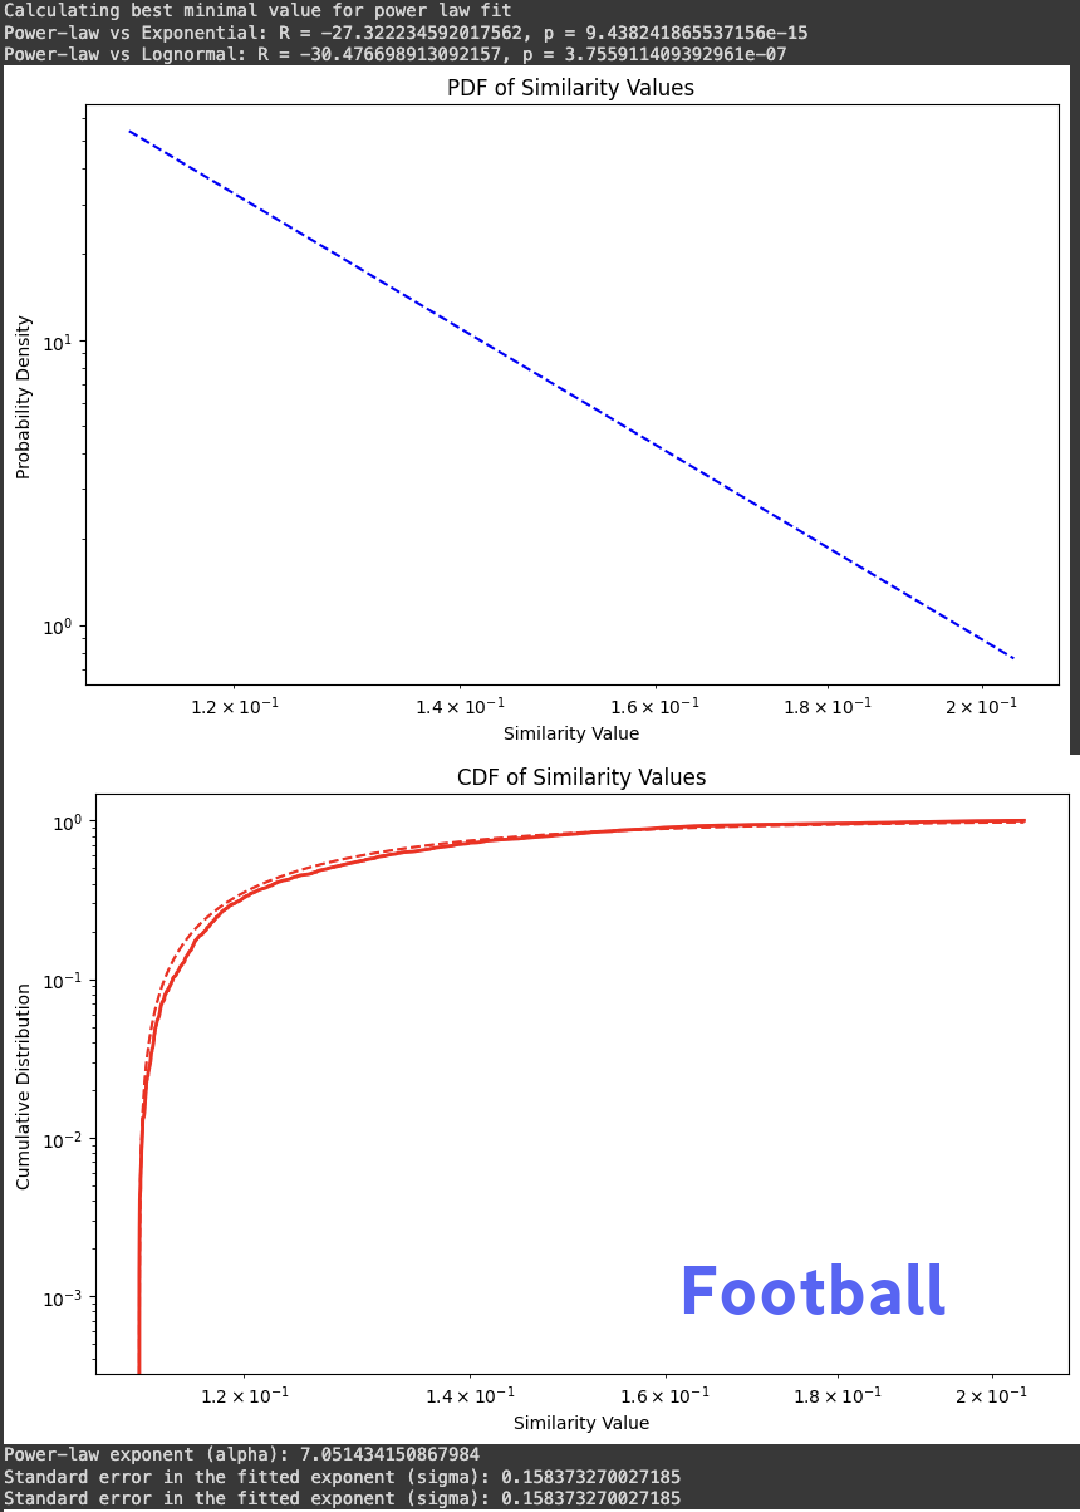 Calculating best minimal value for power law fit
Power-law vs Exponential: R = -27.322234592017562, p = 9.438241865537156e-15
Power-law vs Lognormal: R = -30.476698913092157, p = 3.755911409392961e-07
PDF of Similarity Values
Probability Density
10¹
10⁰
1.2 × 10⁻¹
1.4 × 10⁻¹
1.6 × 10⁻¹
1.8 × 10⁻¹
2 × 10⁻¹
Similarity Value
CDF of Similarity Values
Cumulative Distribution
10⁰
10⁻¹
10⁻²
10⁻³
Football
1.2 × 10⁻¹
1.4 × 10⁻¹
1.6 × 10⁻¹
1.8 × 10⁻¹
2 × 10⁻¹
Similarity Value
Power-law exponent (alpha): 7.051434150867984
Standard error in the fitted exponent (sigma): 0.158373270027185
Standard error in the fitted exponent (sigma): 0.158373270027185